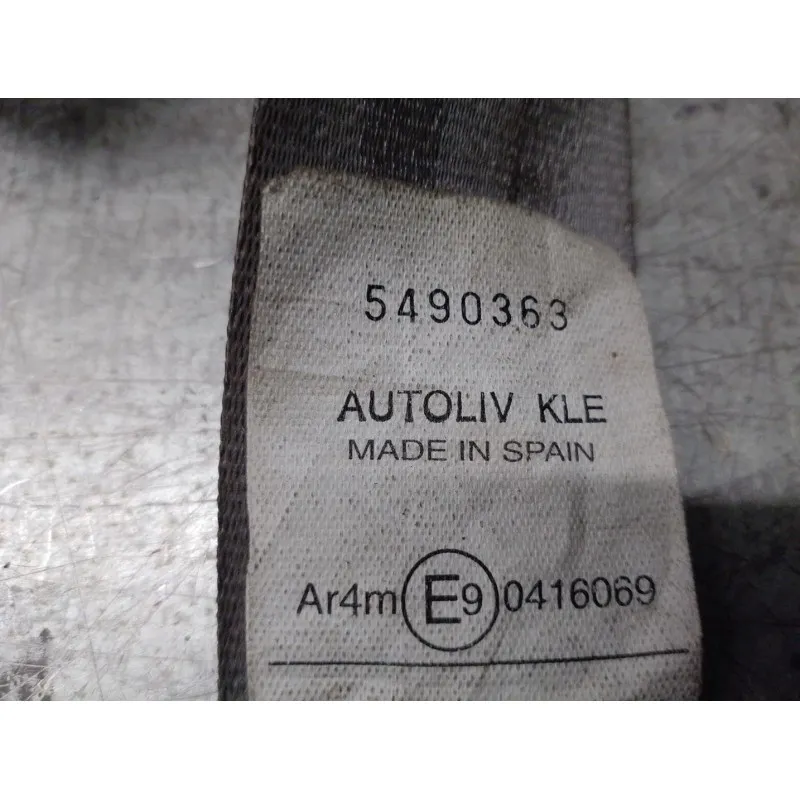 5490363
AUTOLIV KLE
MADE IN SPAIN
Ar4m E9 0416069